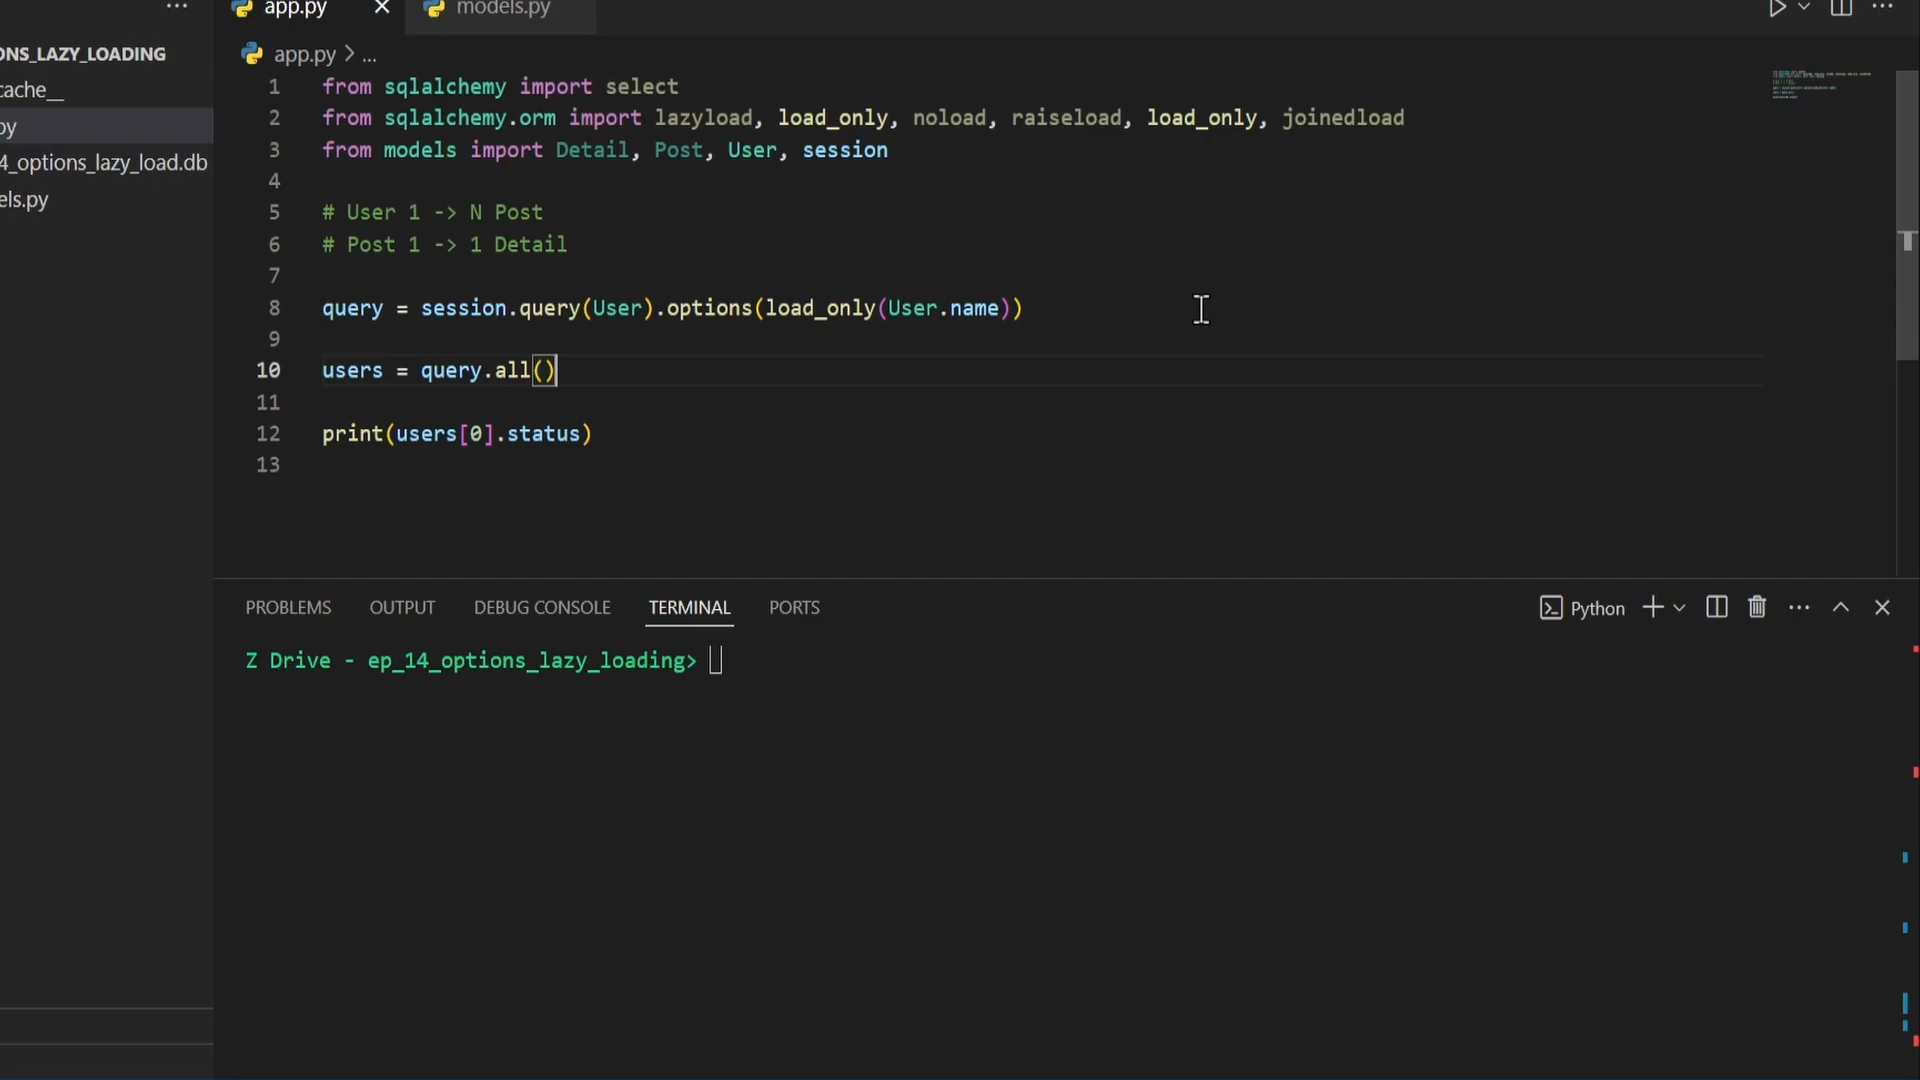 app.py
models.py
ONS_LAZY_LOADING
cache__
py
4_options_lazy_load.db
els.py
app.py > ...
1 from sqlalchemy import select
2 from sqlalchemy.orm import lazyload, load_only, noload, raiseload, load_only, joinedload
3 from models import Detail, Post, User, session
4
5 # User 1 -> N Post
6 # Post 1 -> 1 Detail
7
8 query = session.query(User).options(load_only(User.name))
9
10 users = query.all()
11
12 print(users[0].status)
13
PROBLEMS OUTPUT DEBUG CONSOLE TERMINAL PORTS
Python
Z Drive - ep_14_options_lazy_loading>